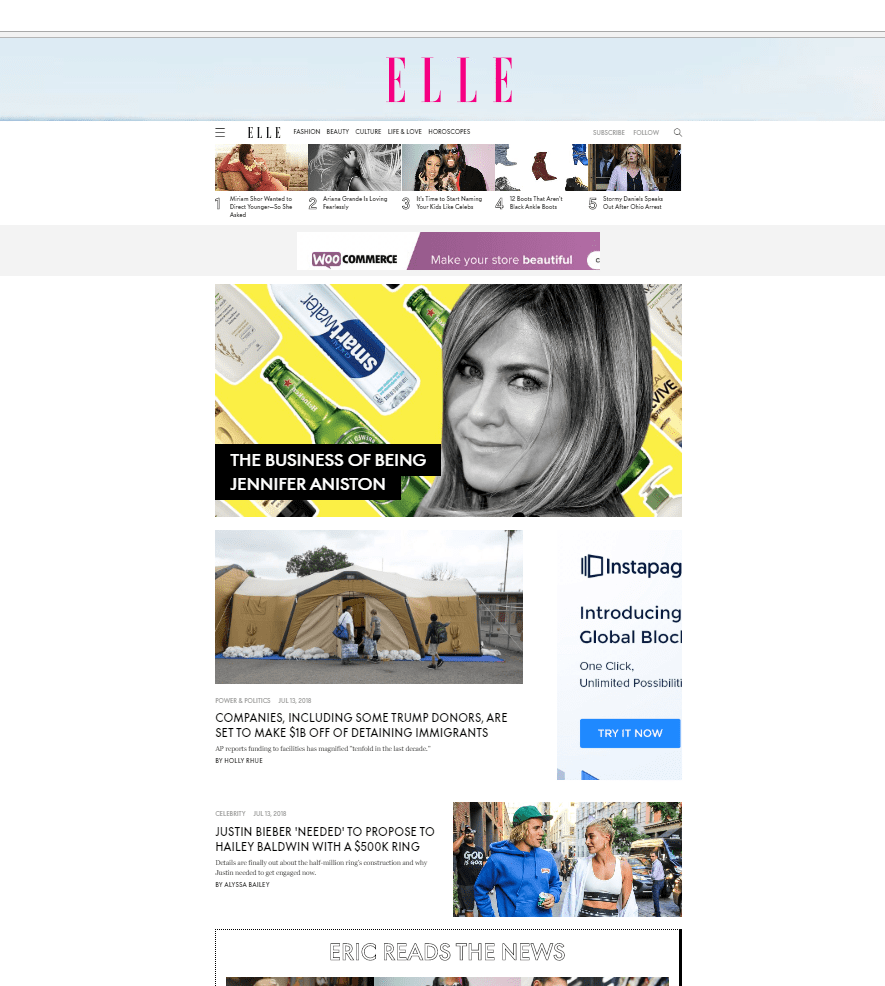 ELLE
ELLE FASHION BEAUTY CULTURE LIFE & LOVE HOROSCOPES SUBSCRIBE FOLLOW
1 Miriam Shor Wanted to
Direct Younger—So She
Asked
2 Ariana Grande Is Loving
Fearlessly
3 It's Time to Start Naming
Your Kids Like Celebs
4 12 Boots That Aren't
Black Ankle Boots
5 Stormy Daniels Speaks
Out After Ohio Arrest
WOO COMMERCE Make your store beautiful
smartwater
Heineken
THE BUSINESS OF BEING
JENNIFER ANISTON
POWER & POLITICS JUL 13, 2018
COMPANIES, INCLUDING SOME TRUMP DONORS, ARE
SET TO MAKE $1B OFF OF DETAINING IMMIGRANTS
AP reports funding to facilities has magnified "tenfold in the last decade."
BY HOLLY RHUE
Instapag
Introducing
Global Bloc
One Click,
Unlimited Possibiliti
TRY IT NOW
CELEBRITY JUL 13, 2018
JUSTIN BIEBER 'NEEDED' TO PROPOSE TO
HAILEY BALDWIN WITH A $500K RING
Details are finally out about the half-million ring's construction and why
Justin needed to get engaged now.
BY ALYSSA BAILEY
GOD IS
ERIC READS THE NEWS